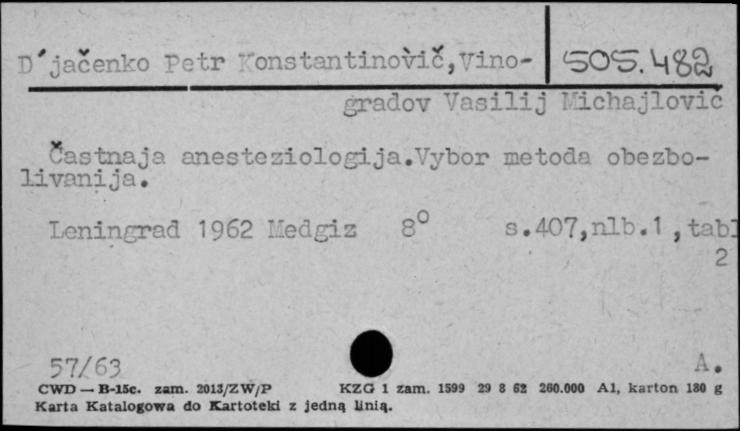 D´jačenko Petr Konstantinovič, Vino- 505.482
gradov Vasilij Michajlovič
Častnaja anesteziologija.Vybor metoda obezbo-
livanija.
Leningrad 1962 Medgiz 8° s.407,nlb.1 ,tabl
2
57/63 A.
CWD — B-15c. zam. 2013/ZW/P KZG 1 zam. 1599 29 8 62 260.000 A1, karton 180 g
Karta Katalogowa do Kartoteki z jedną linią.